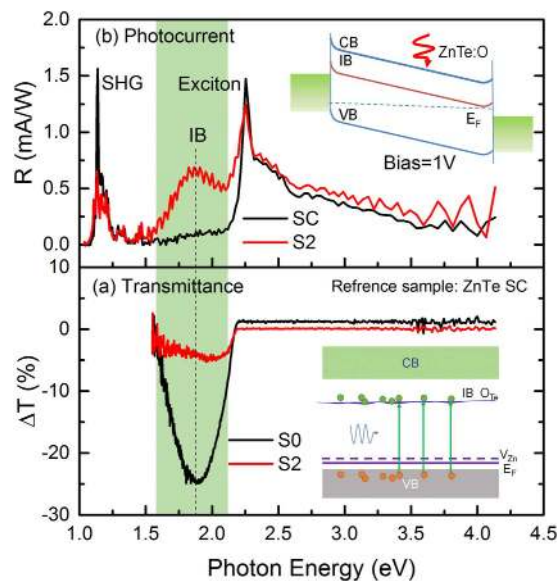 (b) Photocurrent
SHG
Exciton
IB
CB
IB
VB
ZnTe:O
E_F
Bias=1V
SC
S2
R (mA/W)
2.0
1.5
1.0
0.5
0.0
(a) Transmittance
Refrence sample: ZnTe SC
CB
IB O_Te
V_Zn
E_F
VB
S0
S2
ΔT (%)
10
0
-10
-20
-30
1.0 1.5 2.0 2.5 3.0 3.5 4.0 4.5
Photon Energy (eV)